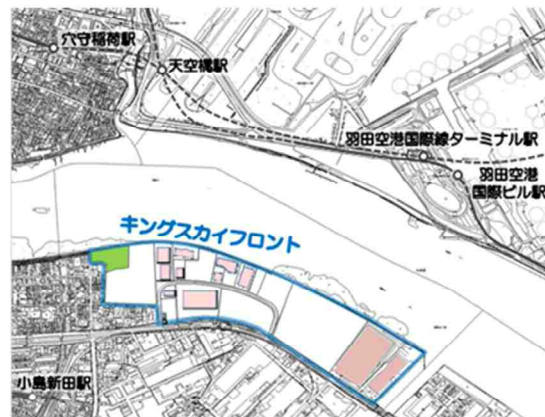 穴守稲荷駅
天空橋駅
羽田空港国際線ターミナル駅
羽田空港
国際ビル駅
キングスカイフロント
小島新田駅